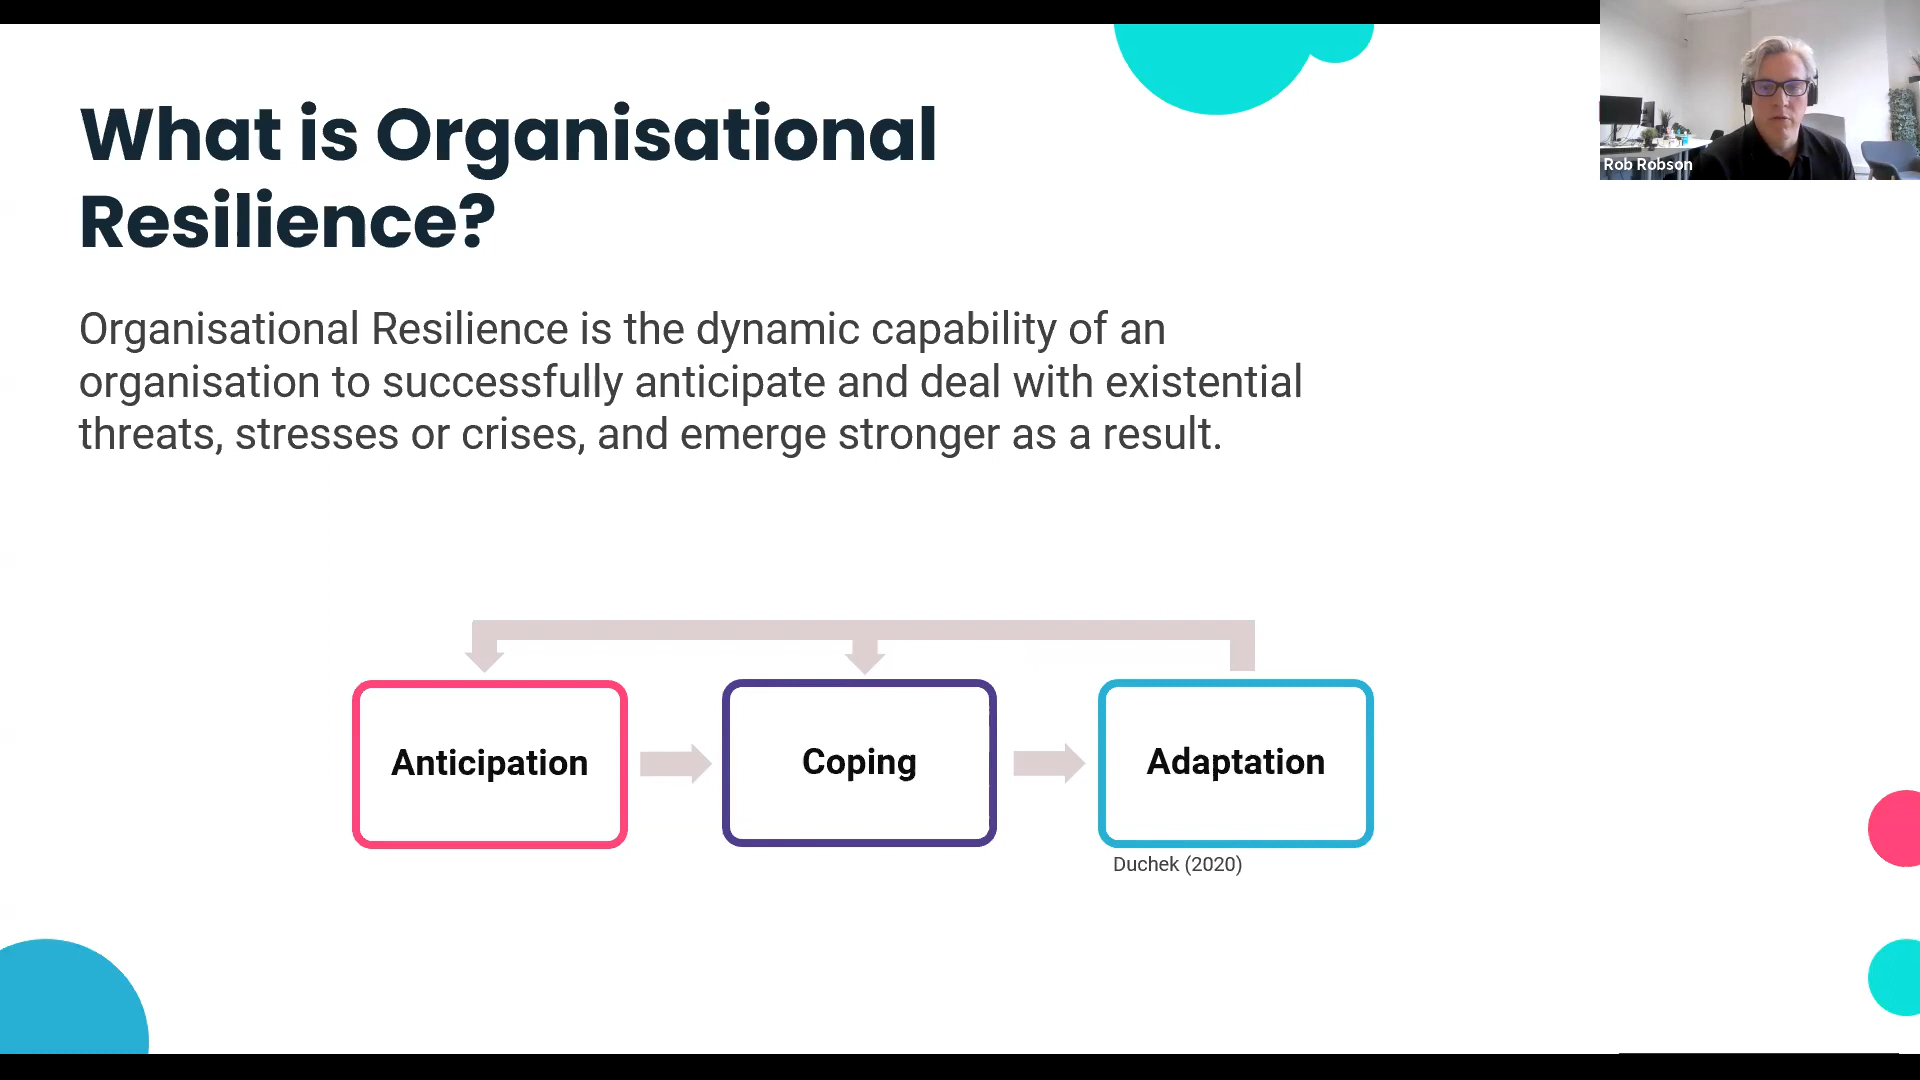 What is Organisational
Resilience?
Organisational Resilience is the dynamic capability of an
organisation to successfully anticipate and deal with existential
threats, stresses or crises, and emerge stronger as a result.
Anticipation
Coping
Adaptation
Duchek (2020)
Rob Robson